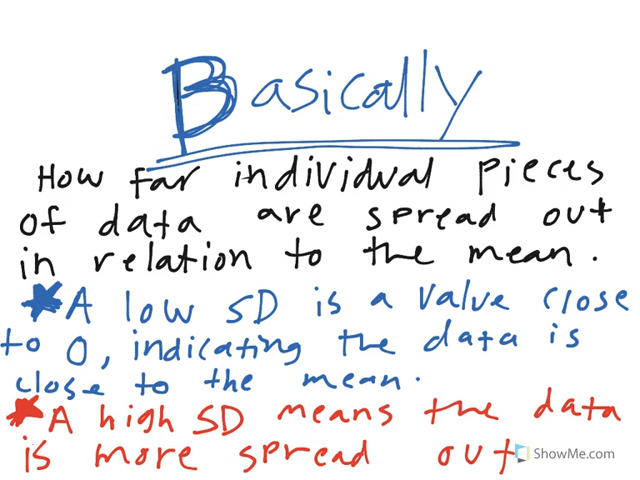 Basically
How far individual pieces
of data are spread out
in relation to the mean.
★A low SD is a value close
to 0, indicating the data is
close to the mean.
★A high SD means the data
is more spread out
ShowMe.com